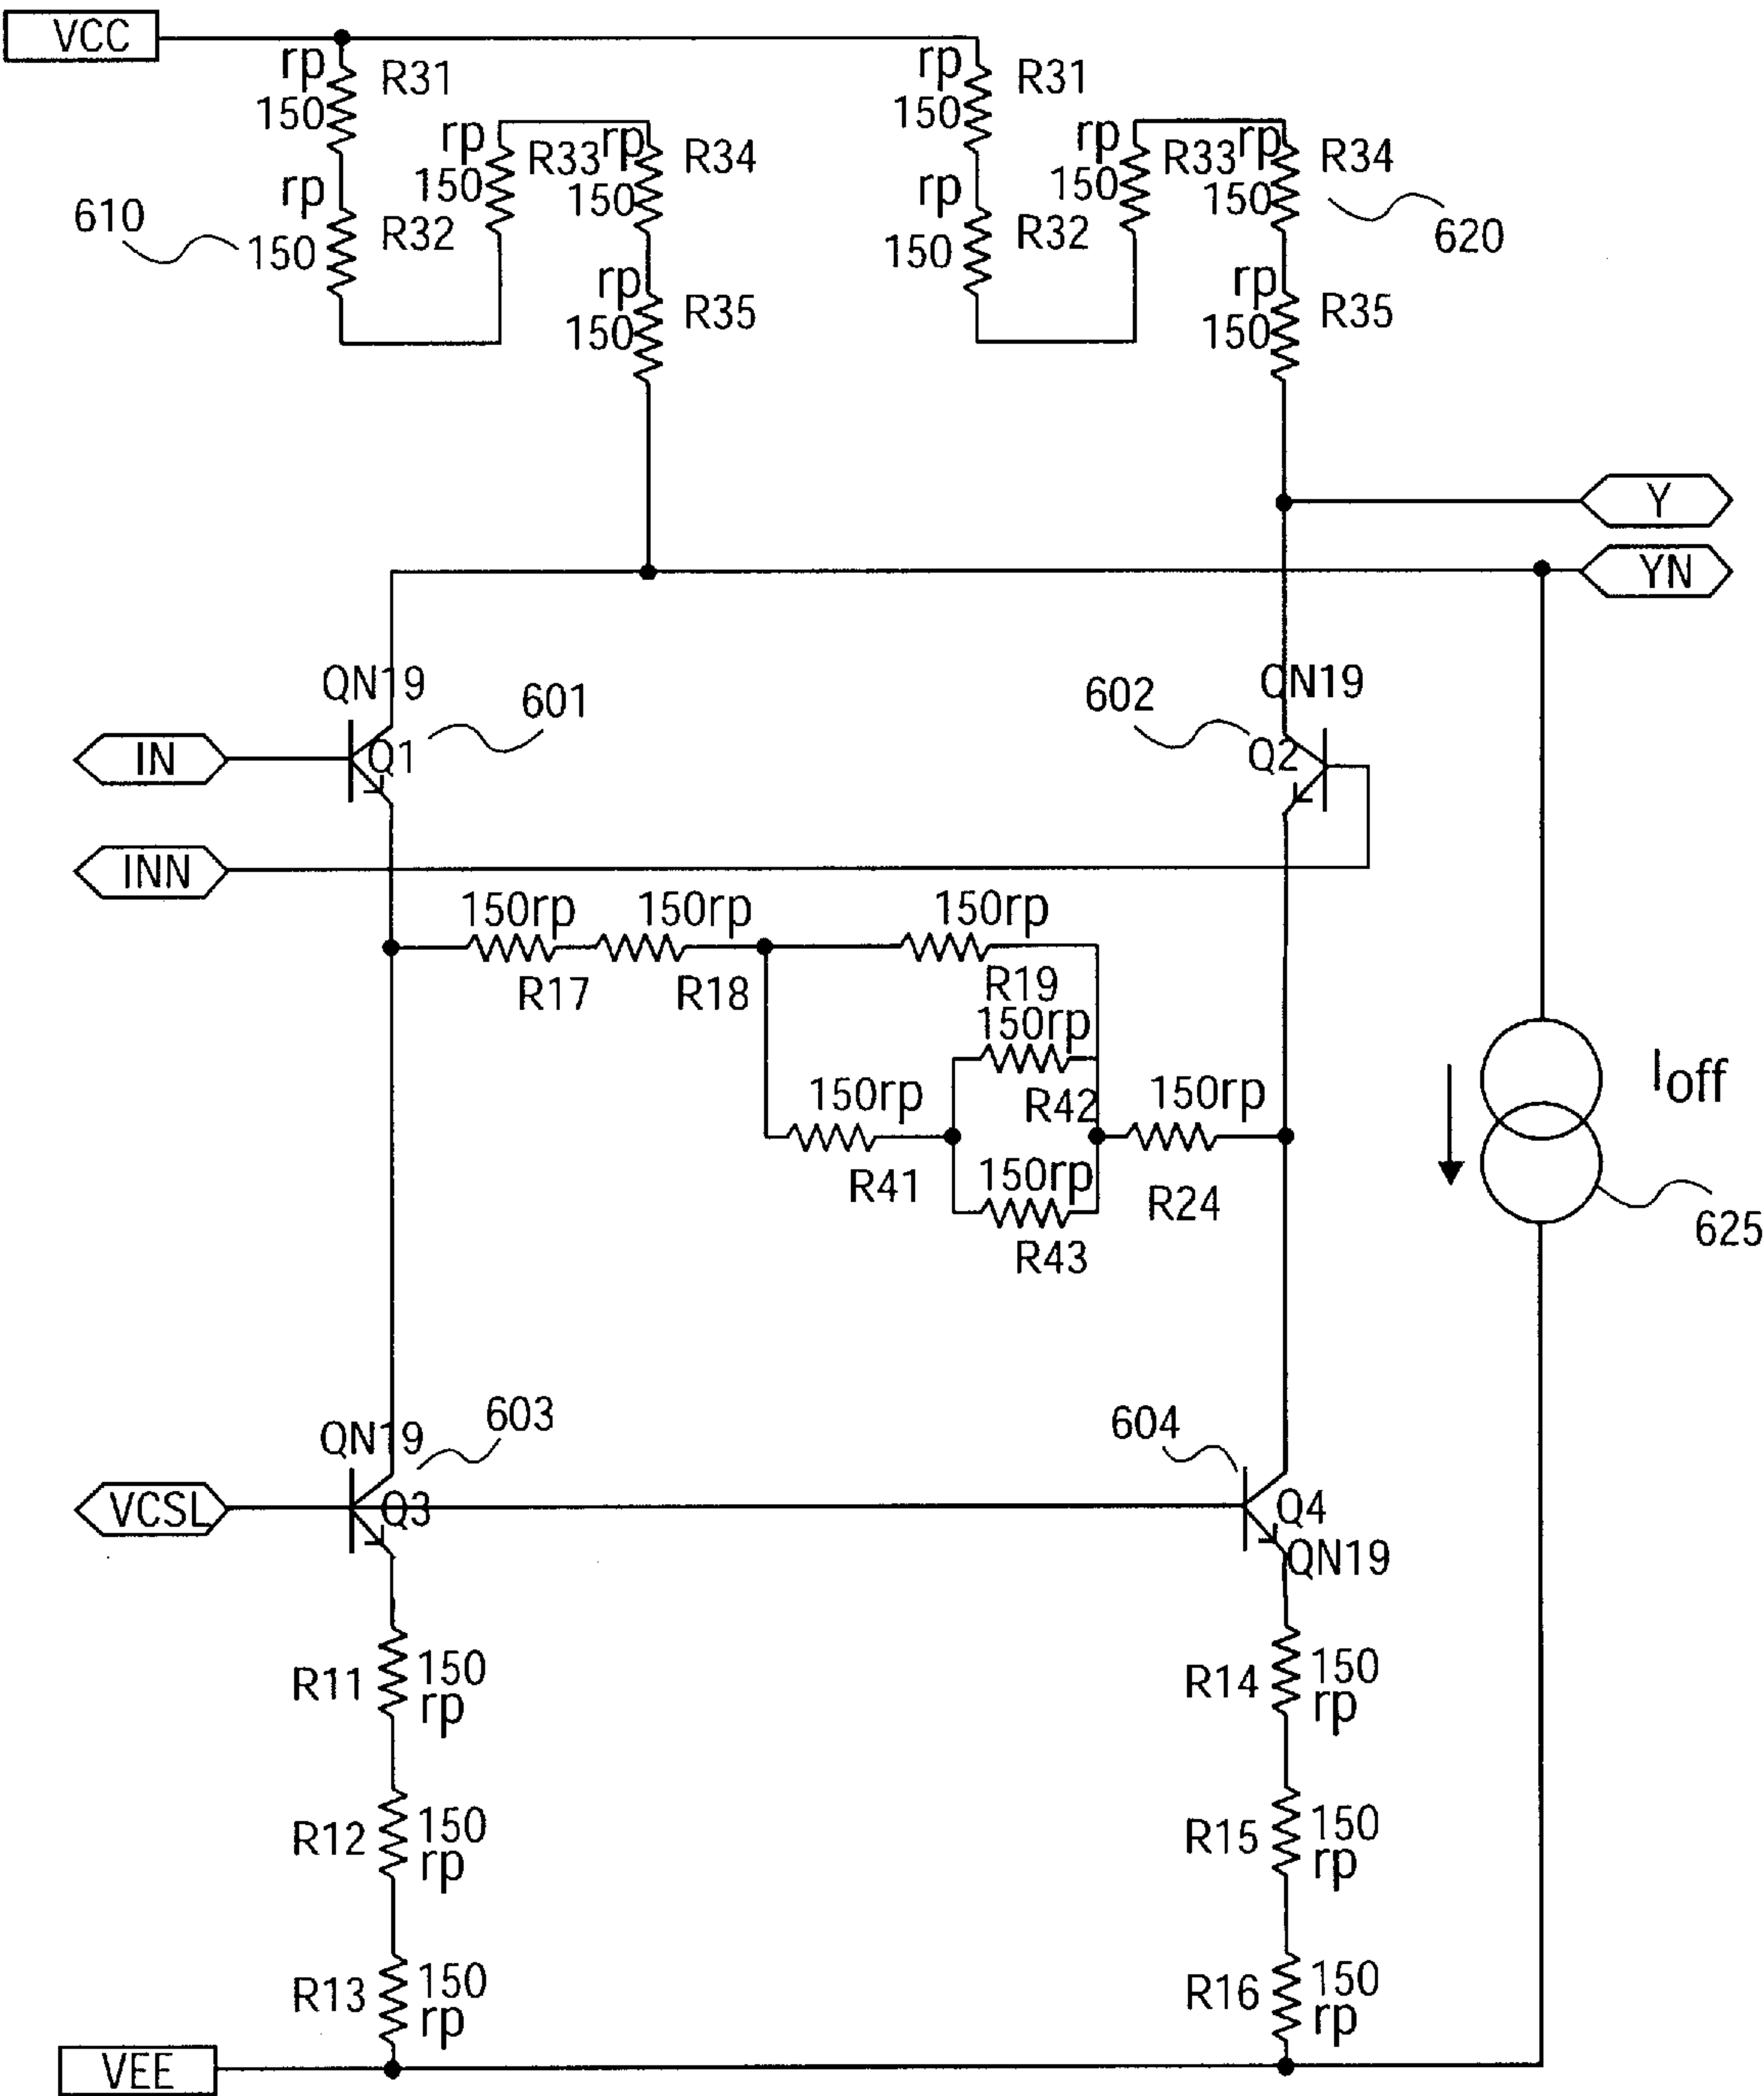 VCC
rp
150
R31
rp
150
R32
610
rp
150
R33
rp
150
R34
rp
150
R35
rp
150
R31
rp
150
R32
rp
150
R33
rp
150
R34
620
rp
150
R35
Y
YN
QN19
601
602
QN19
IN
Q1
Q2
INN
150rp
R17
150rp
R18
150rp
R19
150rp
R42
150rp
R41
150rp
R43
150rp
R24
Ioff
625
QN19
603
604
VCSL
Q3
Q4
QN19
R11
150
rp
R14
150
rp
R12
150
rp
R15
150
rp
R13
150
rp
R16
150
rp
VEE